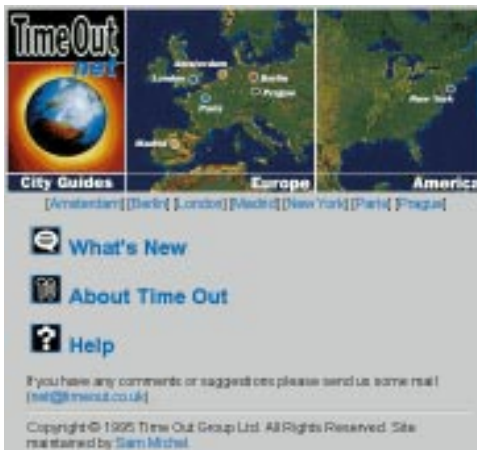 Time Out
net
Amsterdam
London
Berlin
Prague
Paris
Madrid
New York
City Guides
Europe
America
[Amsterdam] [Berlin] [London] [Madrid] [New York] [Paris] [Prague]
What's New
About Time Out
Help
If you have any comments or suggestions please send us some mail
(net@timeout.co.uk)
Copyright © 1995 Time Out Group Ltd. All Rights Reserved. Site
maintained by Sam Michel.